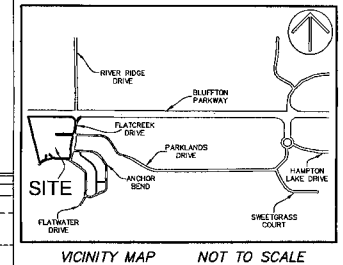 RIVER RIDGE
DRIVE
BLUFFTON
PARKWAY
FLATCREEK
DRIVE
PARKLANDS
DRIVE
SITE
ANCHOR
BEND
HAMPTON
LAKE DRIVE
FLATWATER
DRIVE
SWEETGRASS
COURT
VICINITY MAP NOT TO SCALE